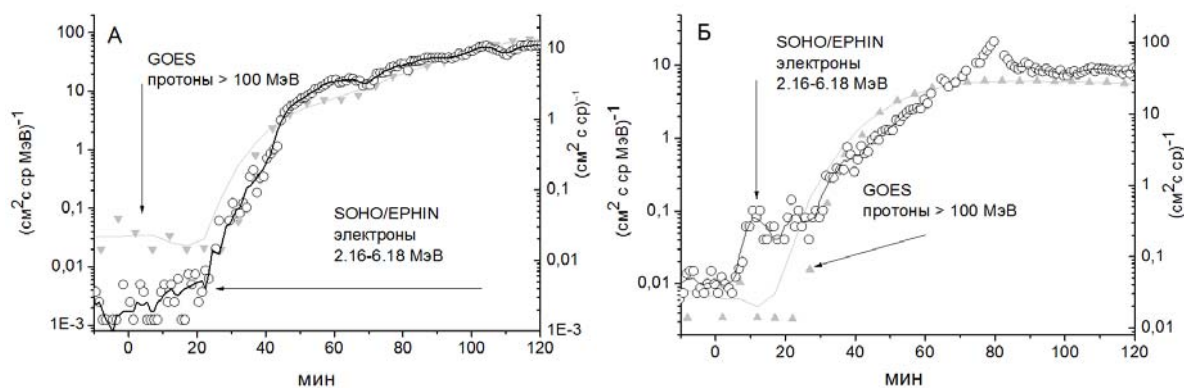 А
GOES
протоны > 100 МэВ
SOHO/EPHIN
электроны
2.16-6.18 МэВ
(см²с ср МэВ)⁻¹
100
10
1
0,1
0,01
1E-3
(см² с ср)⁻¹
10
1
0,1
0,01
1E-3
0
20
40
60
80
100
120
мин
Б
SOHO/EPHIN
электроны
2.16-6.18 МэВ
GOES
протоны > 100 МэВ
(см² с ср МэВ)⁻¹
10
1
0,1
0,01
(см² с ср)⁻¹
100
10
1
0,1
0,01
0
20
40
60
80
100
120
мин